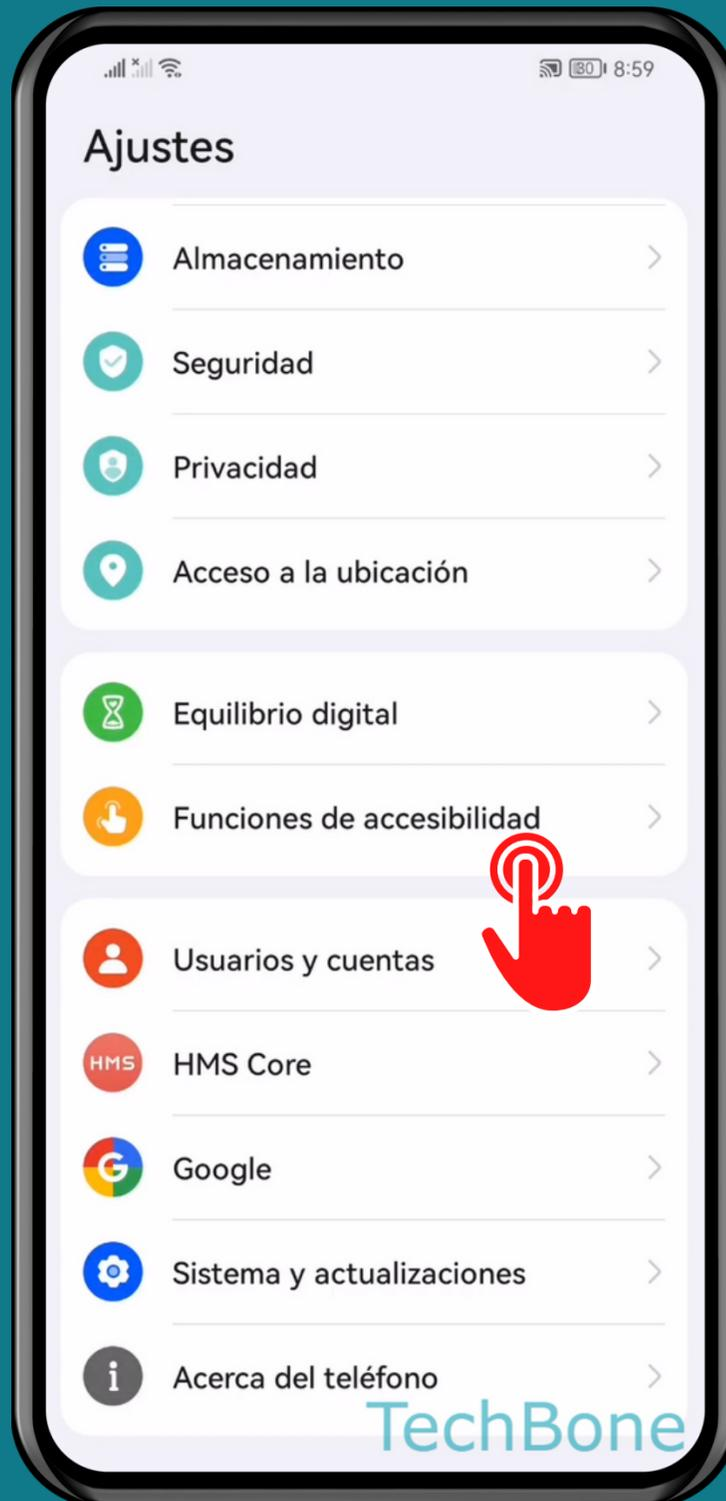 80 8:59
Ajustes
Almacenamiento
Seguridad
Privacidad
Acceso a la ubicación
Equilibrio digital
Funciones de accesibilidad
Usuarios y cuentas
HMS HMS Core
G Google
Sistema y actualizaciones
i Acerca del teléfono
TechBone